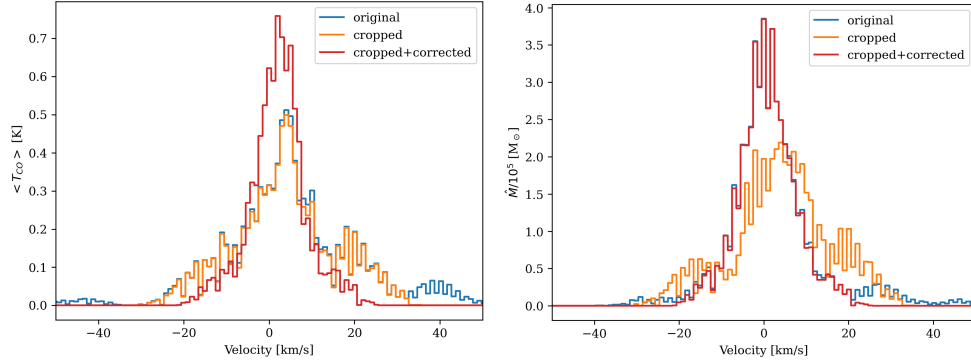 original
cropped
cropped+corrected
0.7
0.6
0.5
0.4
0.3
0.2
0.1
0.0
< T_CO > [K]
−40
−20
0
20
40
Velocity [km/s]
original
cropped
cropped+corrected
4.0
3.5
3.0
2.5
2.0
1.5
1.0
0.5
0.0
M̂/10⁵ [M⊙]
−40
−20
0
20
40
Velocity [km/s]